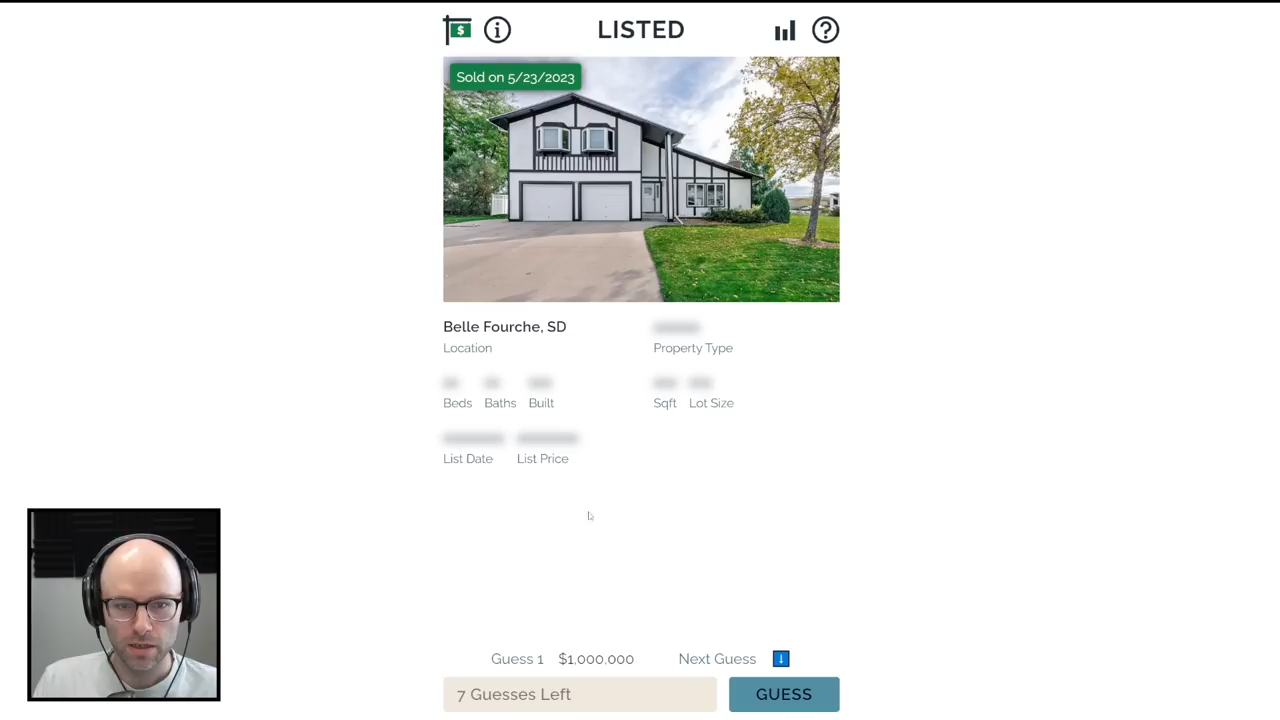 LISTED
Sold on 5/23/2023
Belle Fourche, SD
Location
Property Type
Beds Baths Built
Sqft Lot Size
List Date List Price
Guess 1 $1,000,000 Next Guess
7 Guesses Left
GUESS